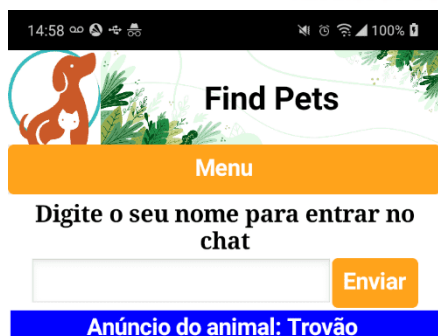 14:58 100%
Find Pets
Menu
Digite o seu nome para entrar no
chat
Enviar
Anúncio do animal: Trovão